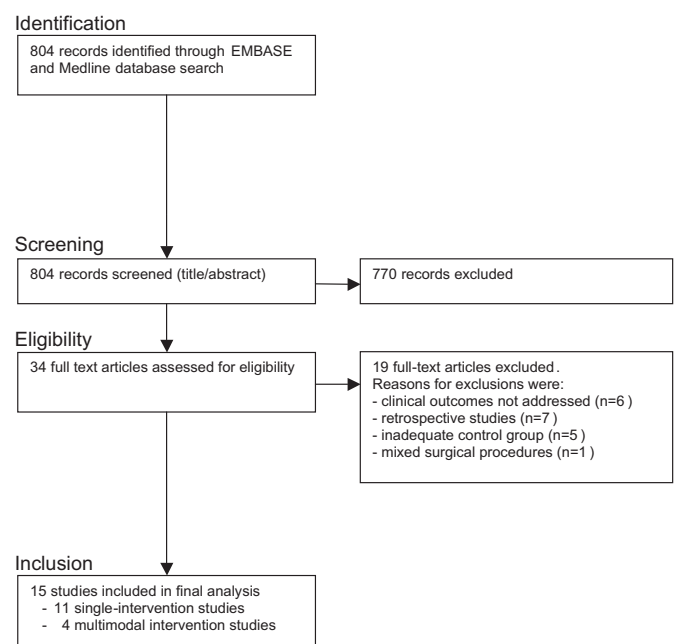 Identification
804 records identified through EMBASE
and Medline database search
Screening
804 records screened (title/abstract)
770 records excluded
Eligibility
34 full text articles assessed for eligibility
19 full-text articles excluded.
Reasons for exclusions were:
- clinical outcomes not addressed (n=6)
- retrospective studies (n=7)
- inadequate control group (n=5)
- mixed surgical procedures (n=1)
Inclusion
15 studies included in final analysis
- 11 single-intervention studies
- 4 multimodal intervention studies